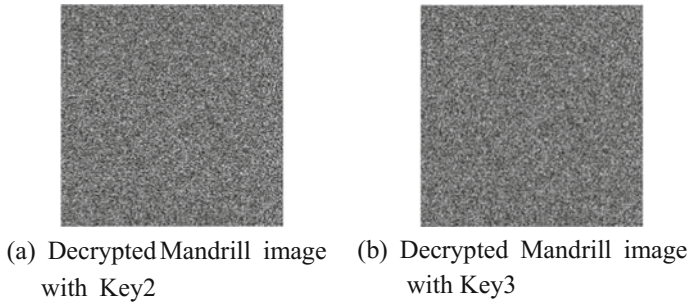 (a) Decrypted Mandrill image
with Key2
(b) Decrypted Mandrill image
with Key3